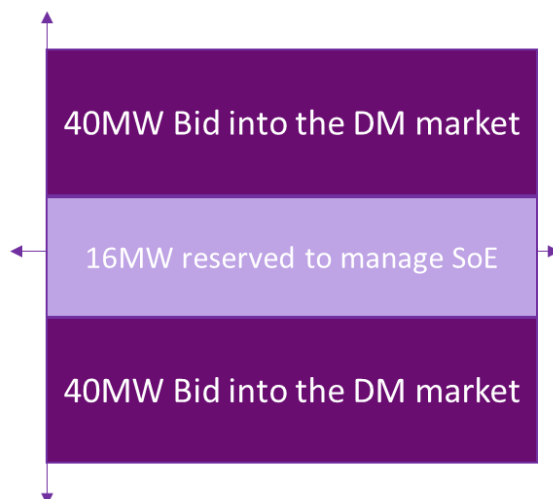 40MW Bid into the DM market
16MW reserved to manage SoE
40MW Bid into the DM market